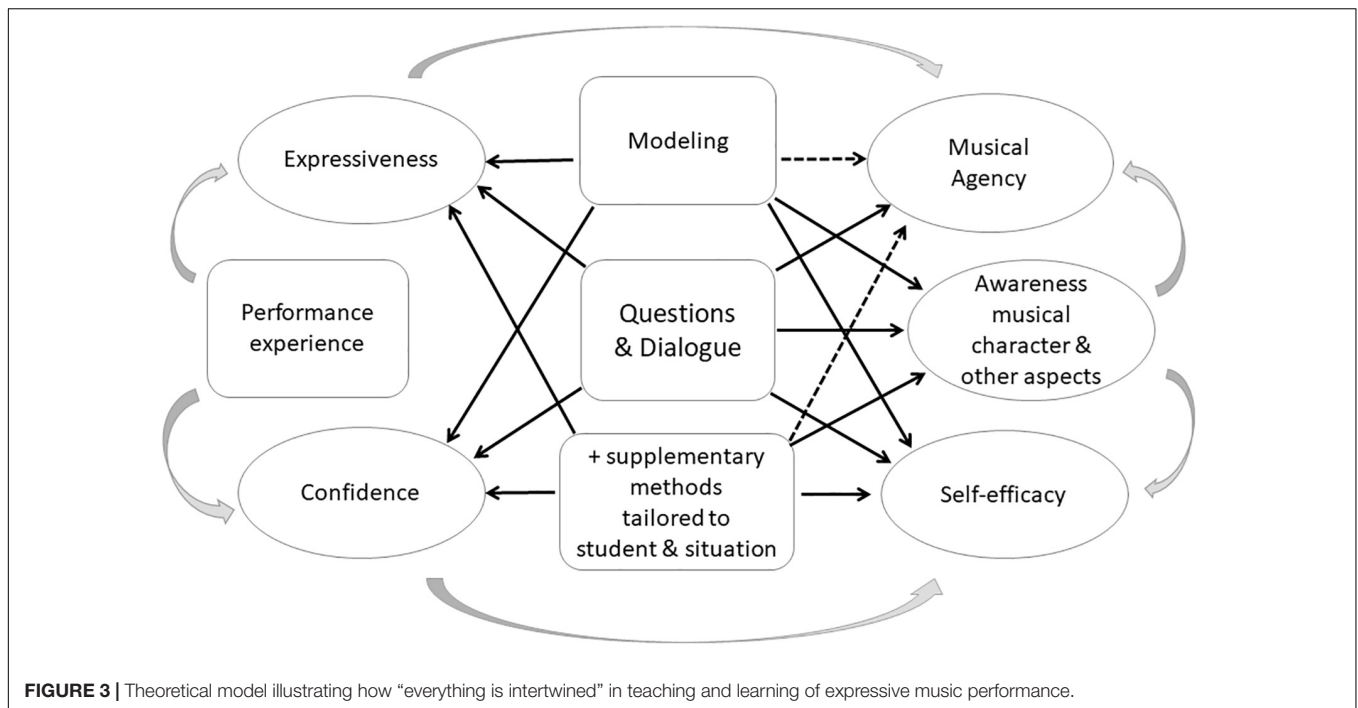 Expressiveness
Modeling
Musical
Agency
Performance
experience
Questions
& Dialogue
Awareness
musical
character &
other aspects
Confidence
+ supplementary
methods
tailored to
student & situation
Self-efficacy
FIGURE 3 | Theoretical model illustrating how “everything is intertwined” in teaching and learning of expressive music performance.